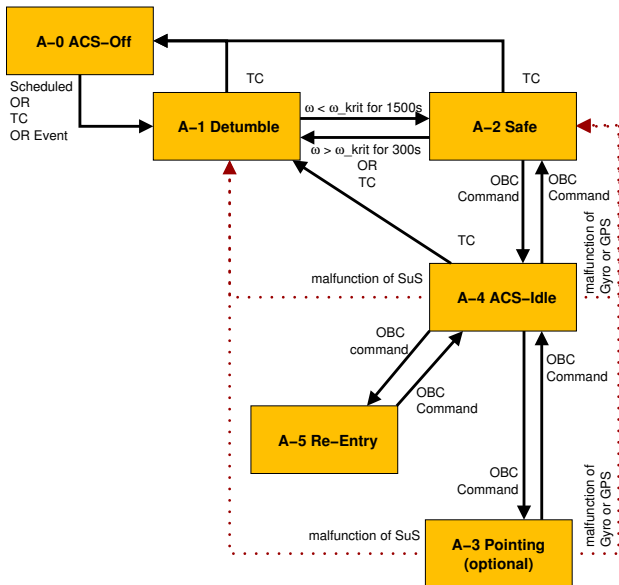 A−0 ACS−Off
Scheduled
OR
TC
OR Event
TC
TC
A−1 Detumble
ω < ω_krit for 1500s
A−2 Safe
ω > ω_krit for 300s
OR
TC
OBC
Command
OBC
Command
TC
malfunction of SuS
malfunction of
Gyro or GPS
A−4 ACS−Idle
OBC
command
OBC
Command
OBC
Command
A−5 Re−Entry
OBC
Command
malfunction of SuS
malfunction of
Gyro or GPS
A−3 Pointing
(optional)